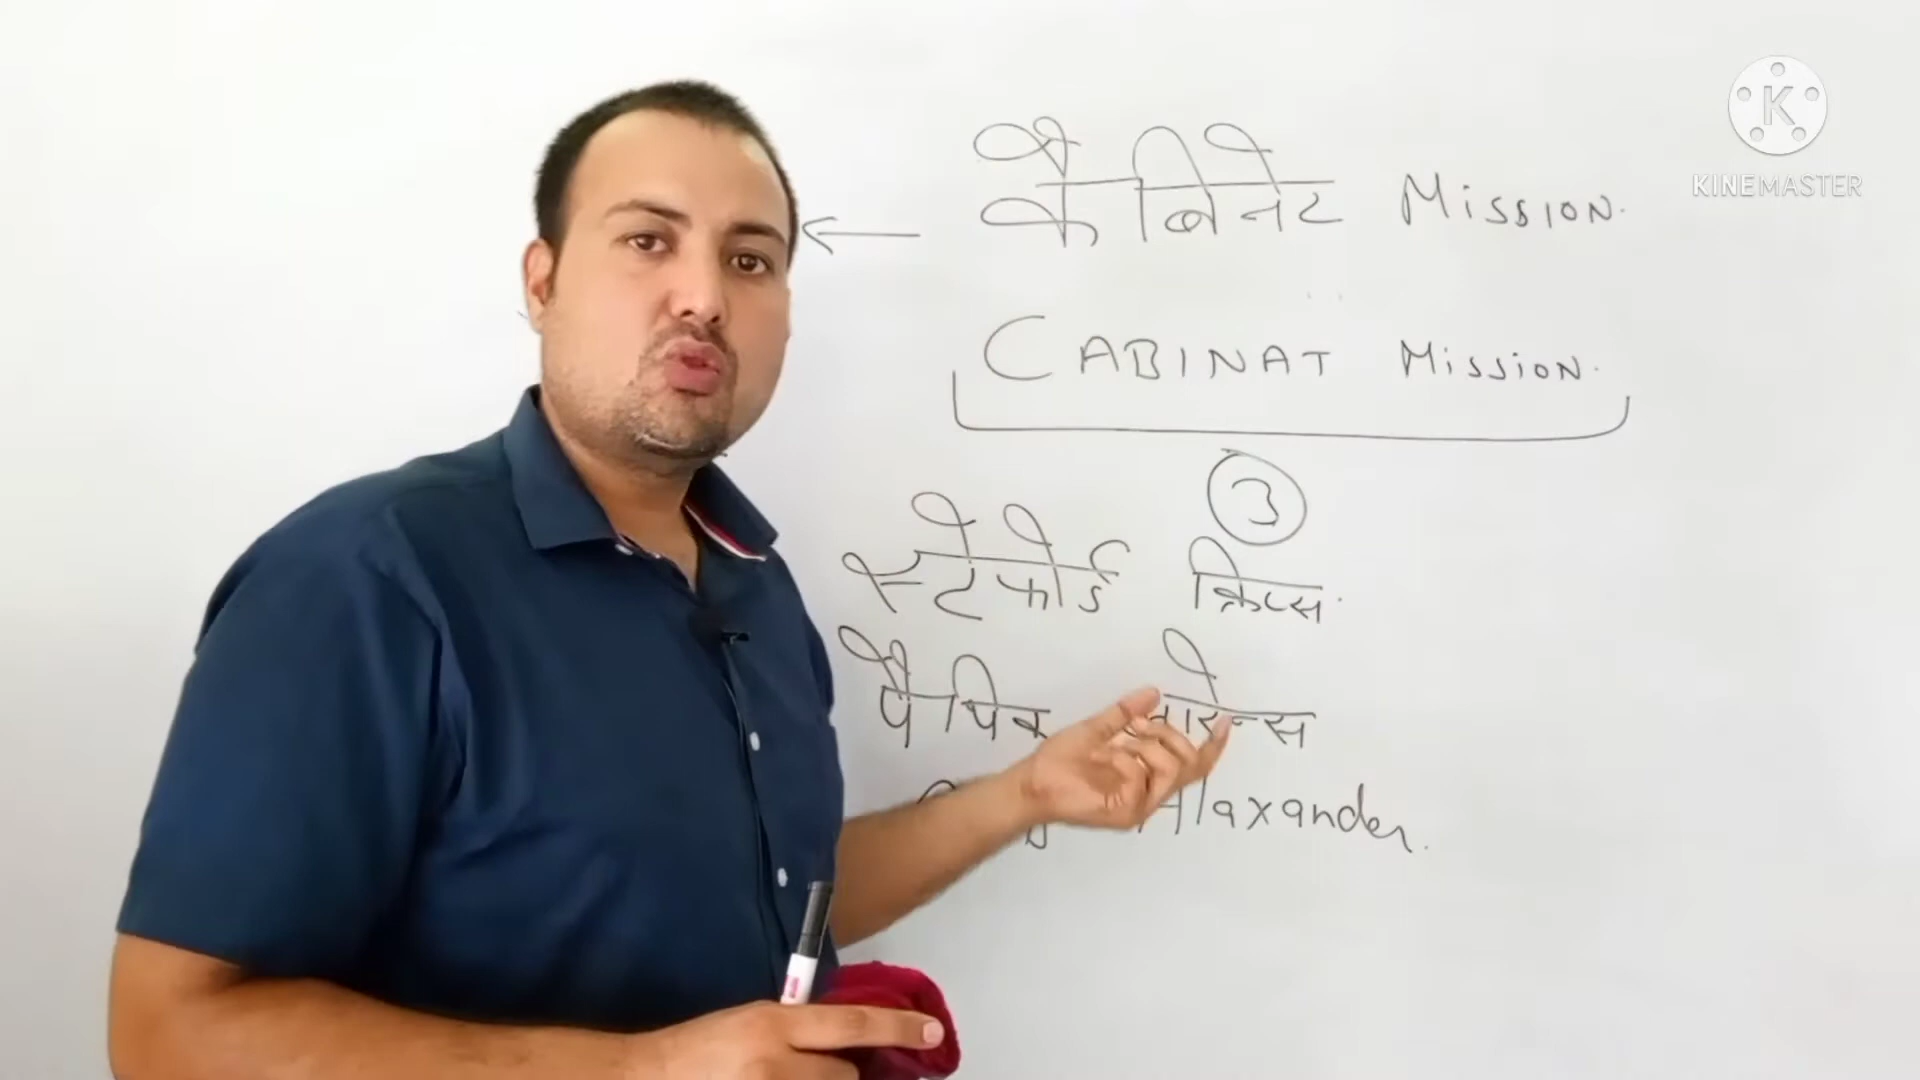 KINEMASTER
कैबिनेट MISSION.
CABINAT MISSION.
3
स्टेफोर्ड क्रिप्स.
पैथिक लारेन्स
Alaxander.